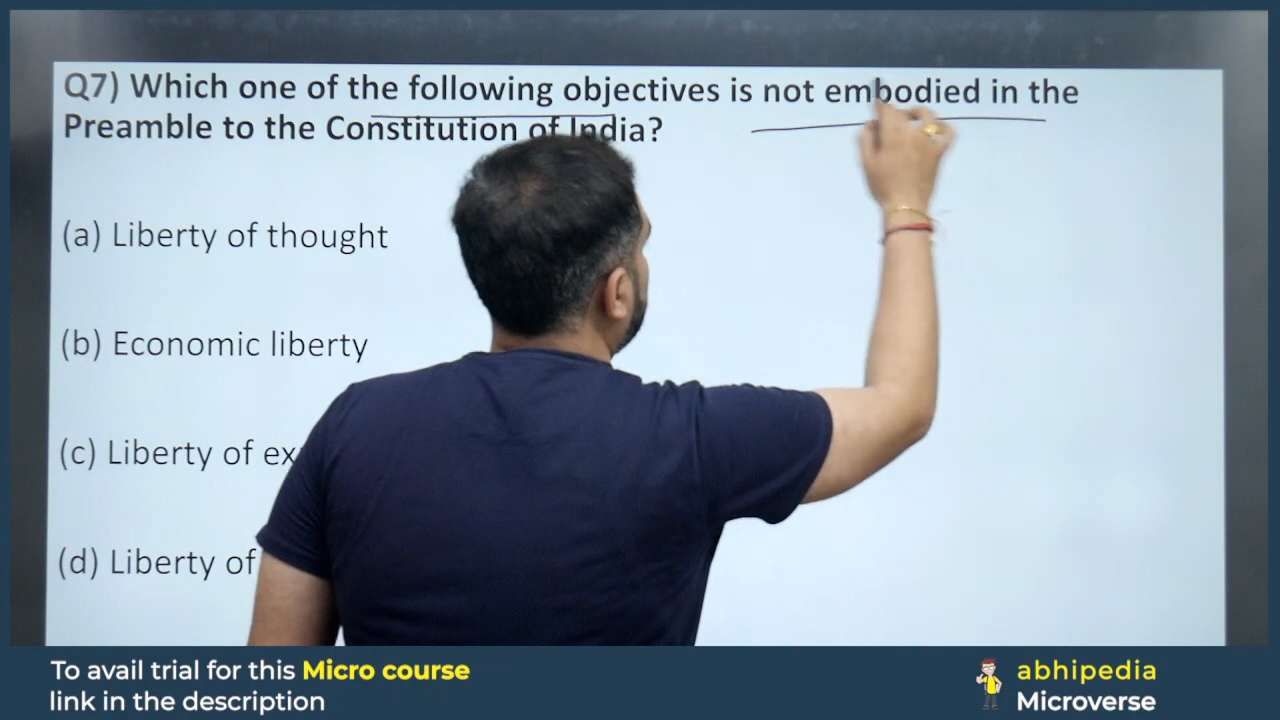 Q7) Which one of the following objectives is not embodied in the
Preamble to the Constitution of India?
(a) Liberty of thought
(b) Economic liberty
(c) Liberty of
(d) Liberty of
To avail trial for this Micro course
link in the description
abhipedia
Microverse